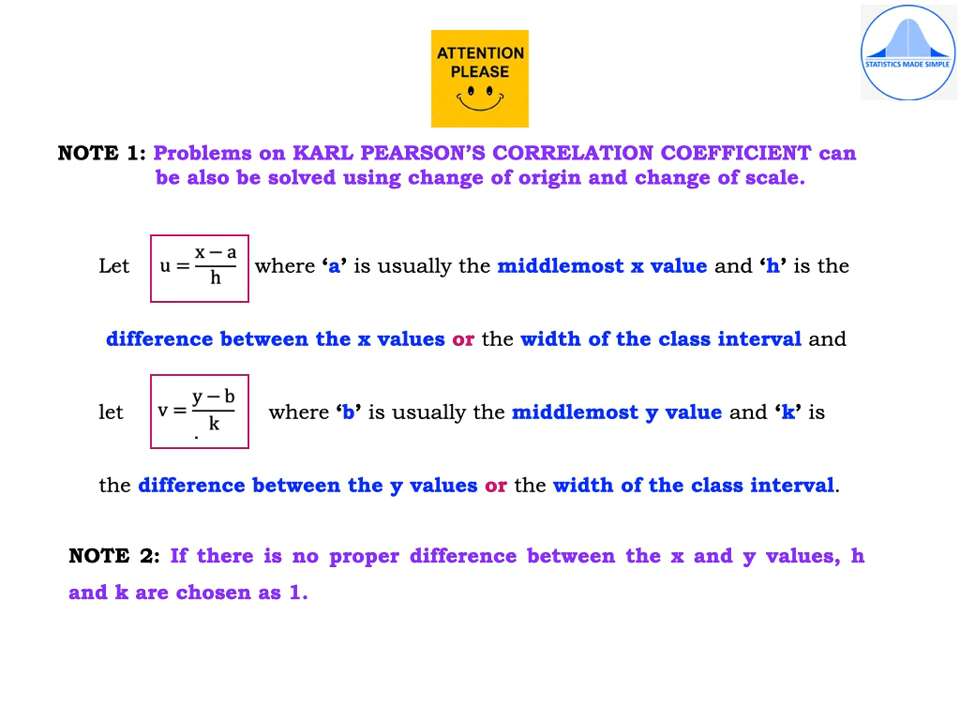 ATTENTION
PLEASE
STATISTICS MADE SIMPLE
NOTE 1: Problems on KARL PEARSON’S CORRELATION COEFFICIENT can
be also be solved using change of origin and change of scale.
Let u = (x − a)/h where ‘a’ is usually the middlemost x value and ‘h’ is the
difference between the x values or the width of the class interval and
let v = (y − b)/k where ‘b’ is usually the middlemost y value and ‘k’ is
the difference between the y values or the width of the class interval.
NOTE 2: If there is no proper difference between the x and y values, h
and k are chosen as 1.